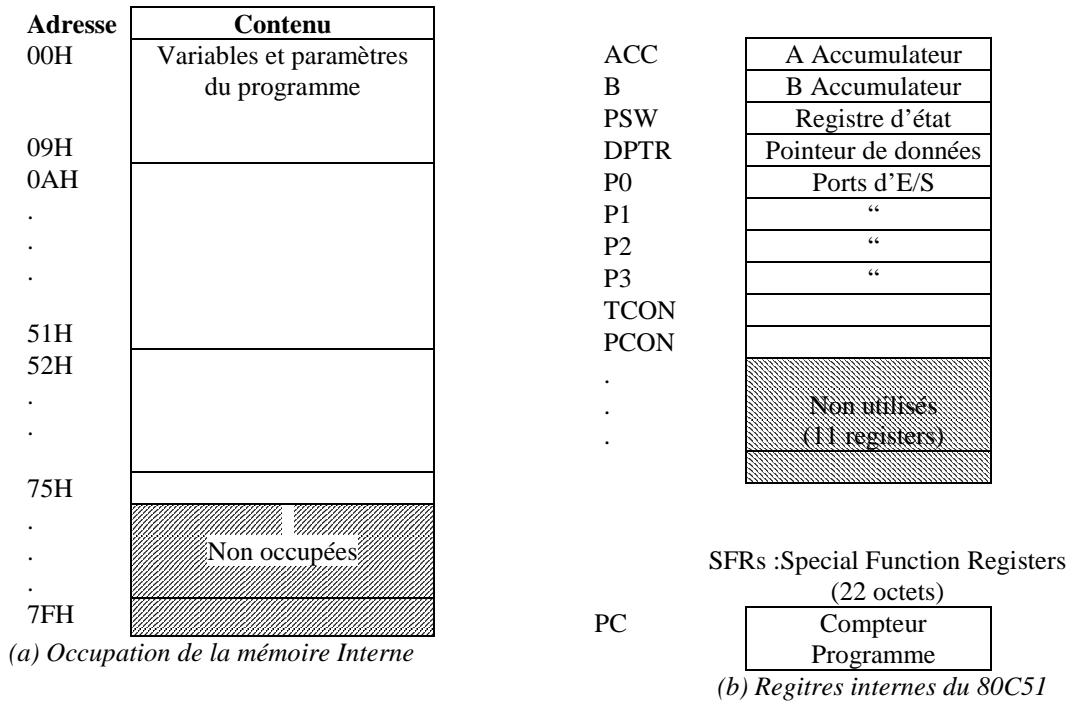 Adresse Contenu
00H Variables et paramètres
du programme
09H
0AH
.
.
.
51H
52H
.
.
75H
.
. Non occupées
.
7FH
(a) Occupation de la mémoire Interne
ACC A Accumulateur
B B Accumulateur
PSW Registre d’état
DPTR Pointeur de données
P0 Ports d’E/S
P1 “
P2 “
P3 “
TCON
PCON
.
. Non utilisés
. (11 registers)
SFRs :Special Function Registers
(22 octets)
PC Compteur
Programme
(b) Regitres internes du 80C51